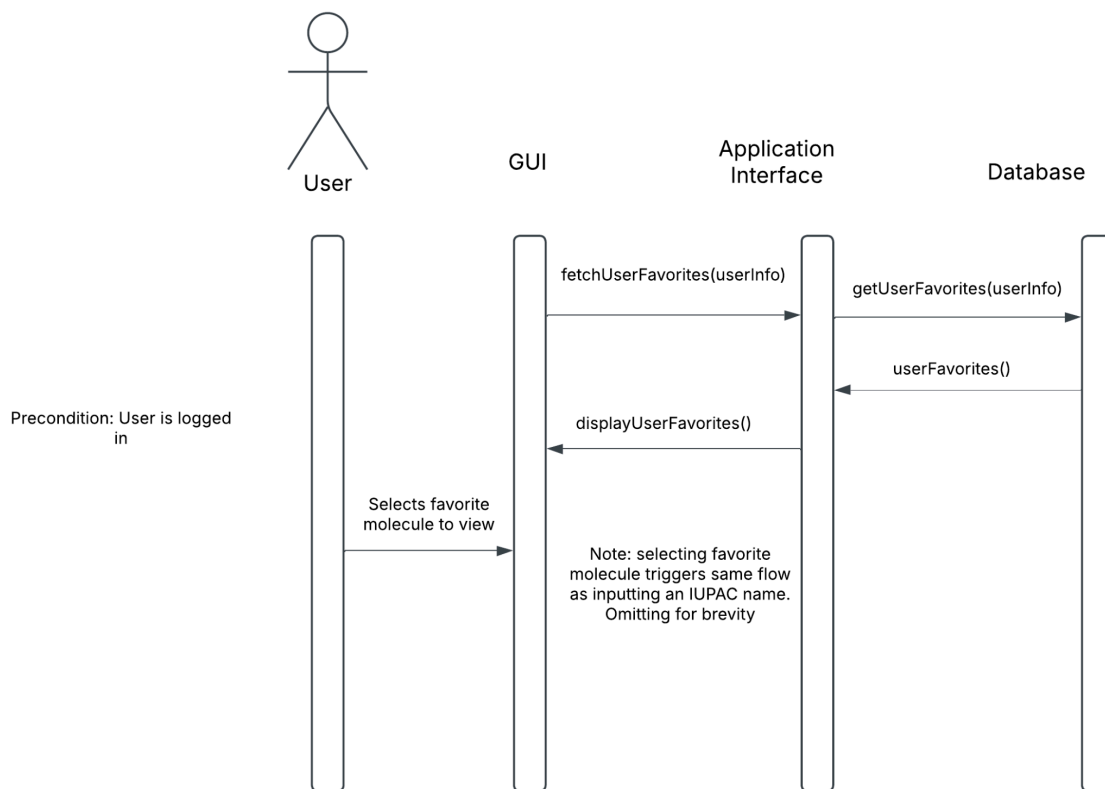 User
GUI
Application
Interface
Database
fetchUserFavorites(userInfo)
getUserFavorites(userInfo)
userFavorites()
Precondition: User is logged
in
displayUserFavorites()
Selects favorite
molecule to view
Note: selecting favorite
molecule triggers same flow
as inputting an IUPAC name.
Omitting for brevity